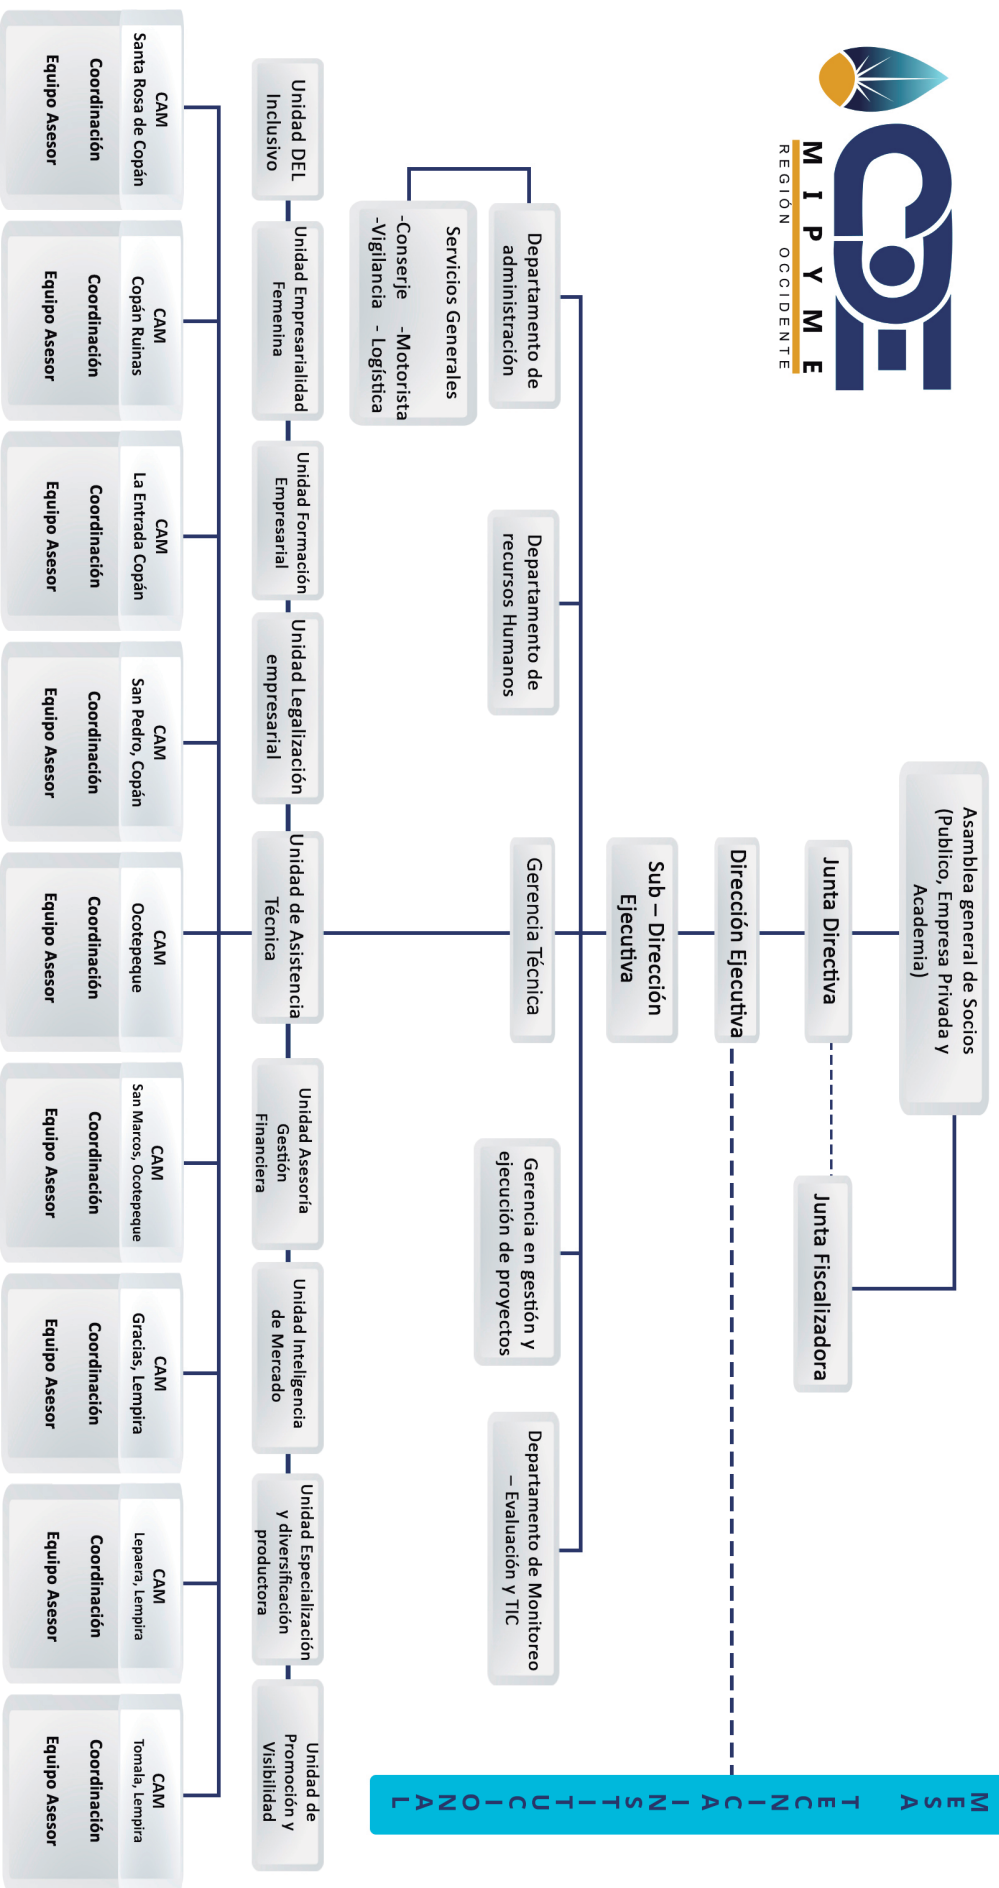 CDE
MIPYME
REGIÓN OCCIDENTE
Asamblea general de Socios
(Publico, Empresa Privada y
Academia)
Junta Directiva
Junta Fiscalizadora
Dirección Ejecutiva
MESA TECNICA INSTITUCIONAL
Sub – Dirección
Ejecutiva
Departamento de
administración
Departamento de
recursos Humanos
Gerencia Técnica
Gerencia en gestión y
ejecución de proyectos
Departamento de Monitoreo
– Evaluación y TIC
Servicios Generales
-Conserje -Motorista
-Vigilancia - Logística
Unidad DEL
Inclusivo
Unidad Empresarialidad
Femenina
Unidad Formación
Empresarial
Unidad Legalización
empresarial
Unidad de Asistencia
Técnica
Unidad Asesoría
Gestión
Financiera
Unidad Inteligencia
de Mercado
Unidad Especialización
y diversificación
productora
Unidad de
Promoción y
Visibilidad
CAM
Santa Rosa de Copán
Coordinación
Equipo Asesor
CAM
Copán Ruinas
Coordinación
Equipo Asesor
CAM
La Entrada Copán
Coordinación
Equipo Asesor
CAM
San Pedro, Copán
Coordinación
Equipo Asesor
CAM
Ocotepeque
Coordinación
Equipo Asesor
CAM
San Marcos, Ocotepeque
Coordinación
Equipo Asesor
CAM
Gracias, Lempira
Coordinación
Equipo Asesor
CAM
Lepaera, Lempira
Coordinación
Equipo Asesor
CAM
Tomala, Lempira
Coordinación
Equipo Asesor